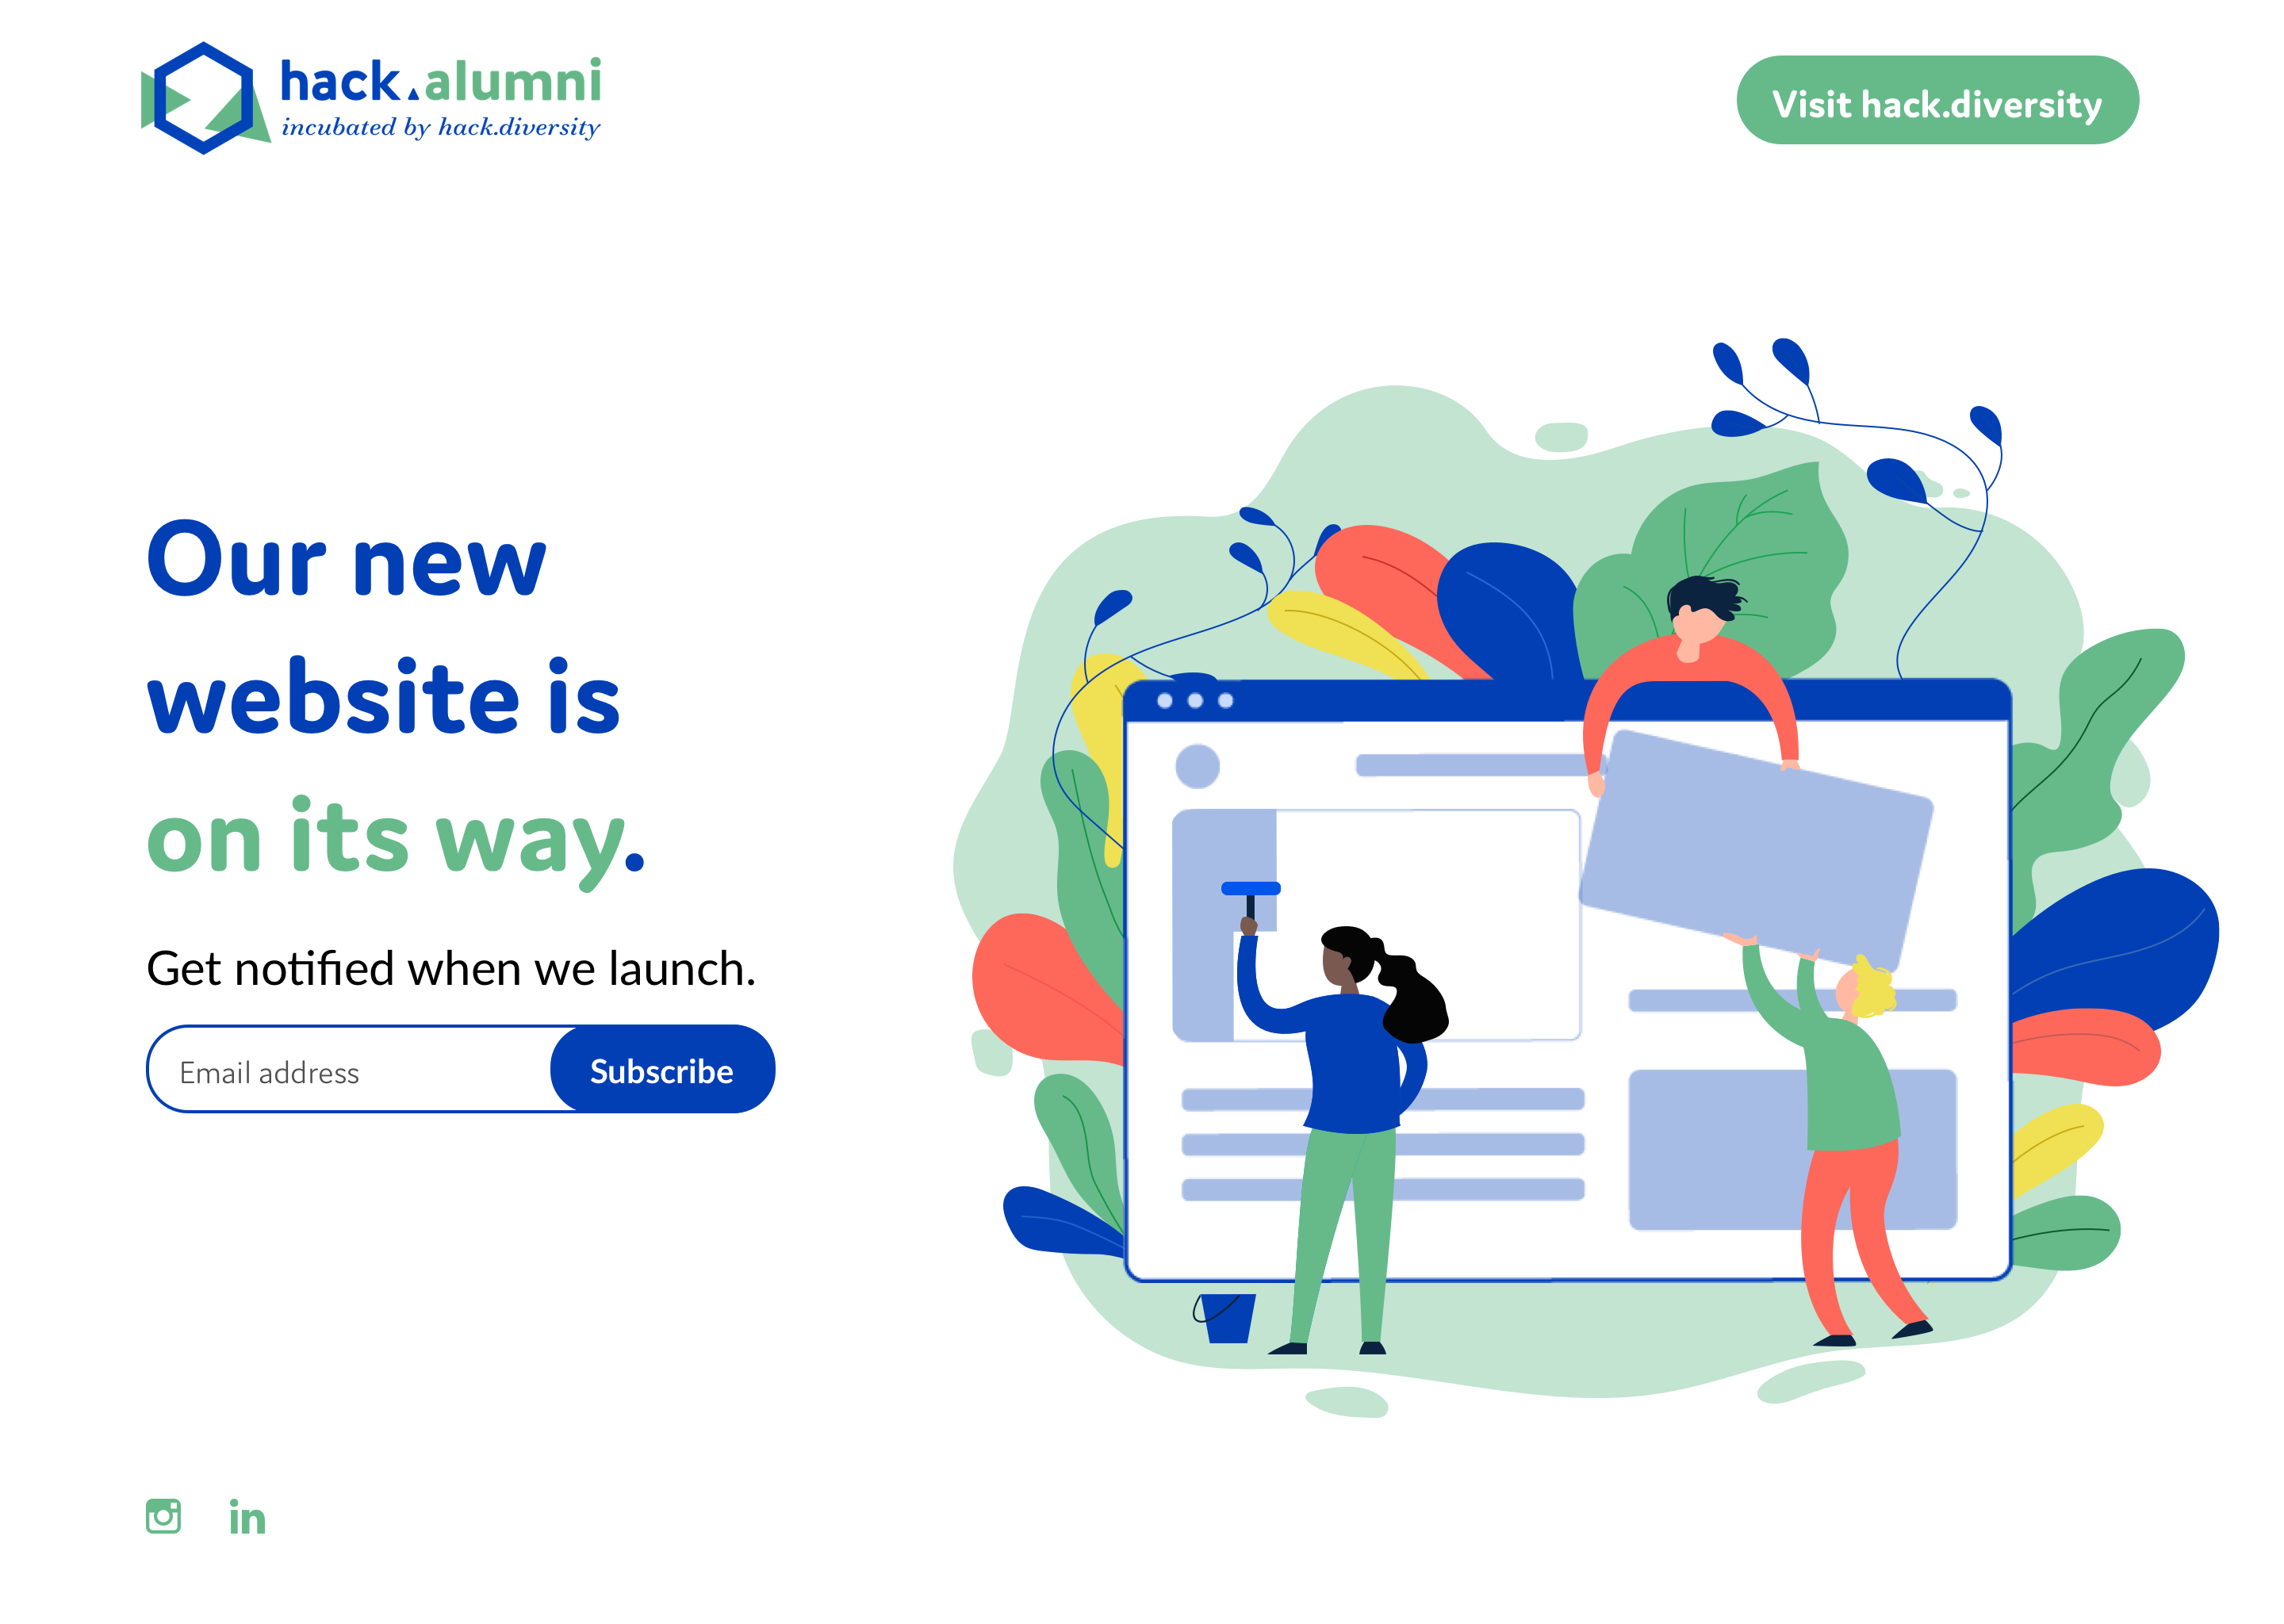 hack.alumni
incubated by hack.diversity
Visit hack.diversity
Our new
website is
on its way.
Get notified when we launch.
Email address
Subscribe
in